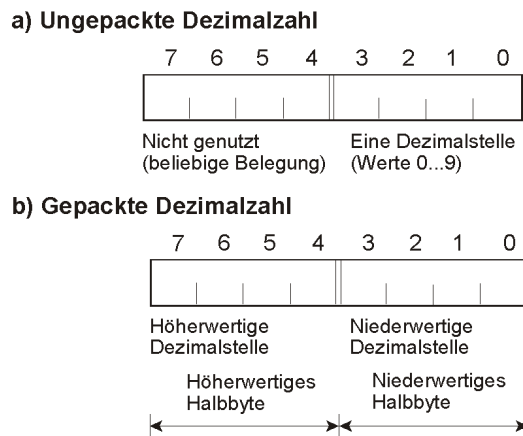 a) Ungepackte Dezimalzahl
7 6 5 4 3 2 1 0
Nicht genutzt
(beliebige Belegung)
Eine Dezimalstelle
(Werte 0...9)
b) Gepackte Dezimalzahl
7 6 5 4 3 2 1 0
Höherwertige
Dezimalstelle
Niederwertige
Dezimalstelle
Höherwertiges
Halbbyte
Niederwertiges
Halbbyte